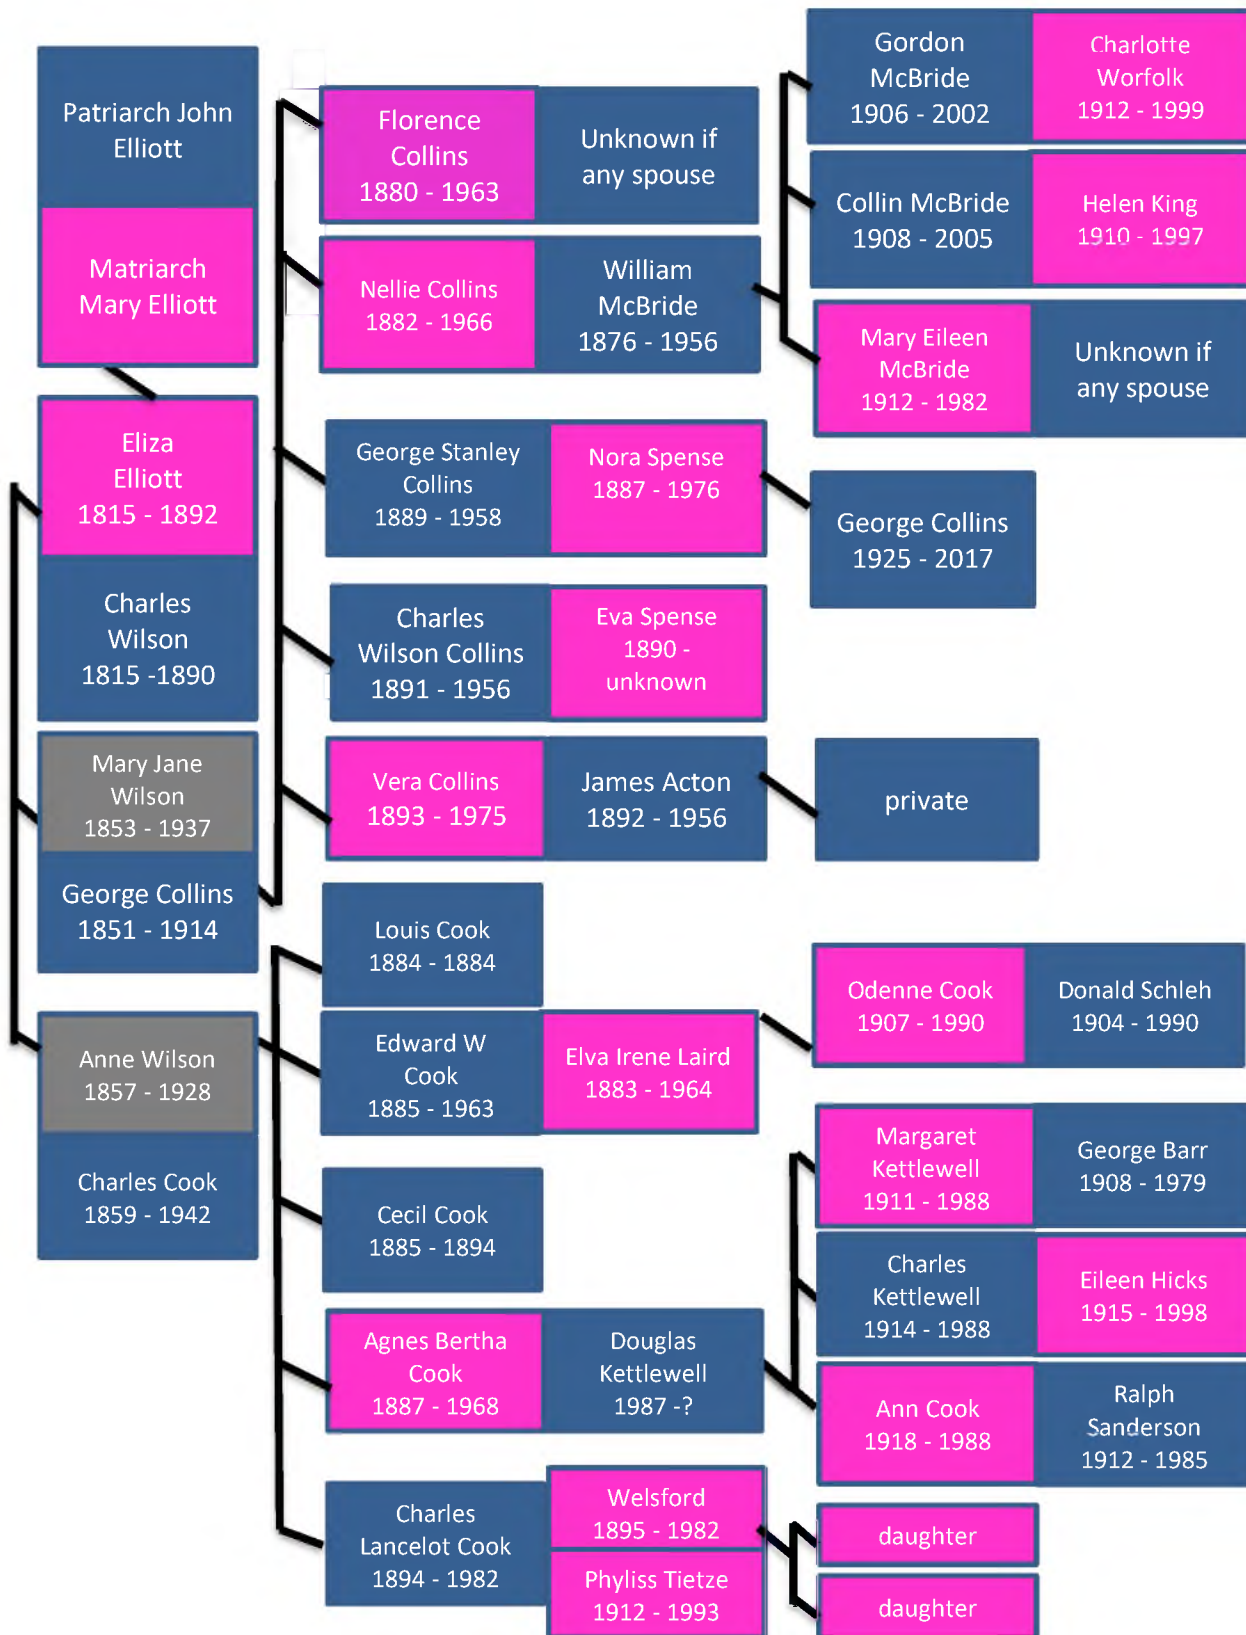 Patriarch John
Elliott
Matriarch
Mary Elliott
Eliza
Elliott
1815 - 1892
Charles
Wilson
1815 -1890
Mary Jane
Wilson
1853 - 1937
George Collins
1851 - 1914
Anne Wilson
1857 - 1928
Charles Cook
1859 - 1942
Florence
Collins
1880 - 1963
Unknown if
any spouse
Nellie Collins
1882 - 1966
William
McBride
1876 - 1956
George Stanley
Collins
1889 - 1958
Nora Spense
1887 - 1976
Charles
Wilson Collins
1891 - 1956
Eva Spense
1890 -
unknown
Vera Collins
1893 - 1975
James Acton
1892 - 1956
Louis Cook
1884 - 1884
Edward W
Cook
1885 - 1963
Elva Irene Laird
1883 - 1964
Cecil Cook
1885 - 1894
Agnes Bertha
Cook
1887 - 1968
Douglas
Kettlewell
1987 -?
Charles
Lancelot Cook
1894 - 1982
Welsford
1895 - 1982
Phyliss Tietze
1912 - 1993
Gordon
McBride
1906 - 2002
Charlotte
Worfolk
1912 - 1999
Collin McBride
1908 - 2005
Helen King
1910 - 1997
Mary Eileen
McBride
1912 - 1982
Unknown if
any spouse
George Collins
1925 - 2017
private
Odenne Cook
1907 - 1990
Donald Schleh
1904 - 1990
Margaret
Kettlewell
1911 - 1988
George Barr
1908 - 1979
Charles
Kettlewell
1914 - 1988
Eileen Hicks
1915 - 1998
Ann Cook
1918 - 1988
Ralph
Sanderson
1912 - 1985
daughter
daughter